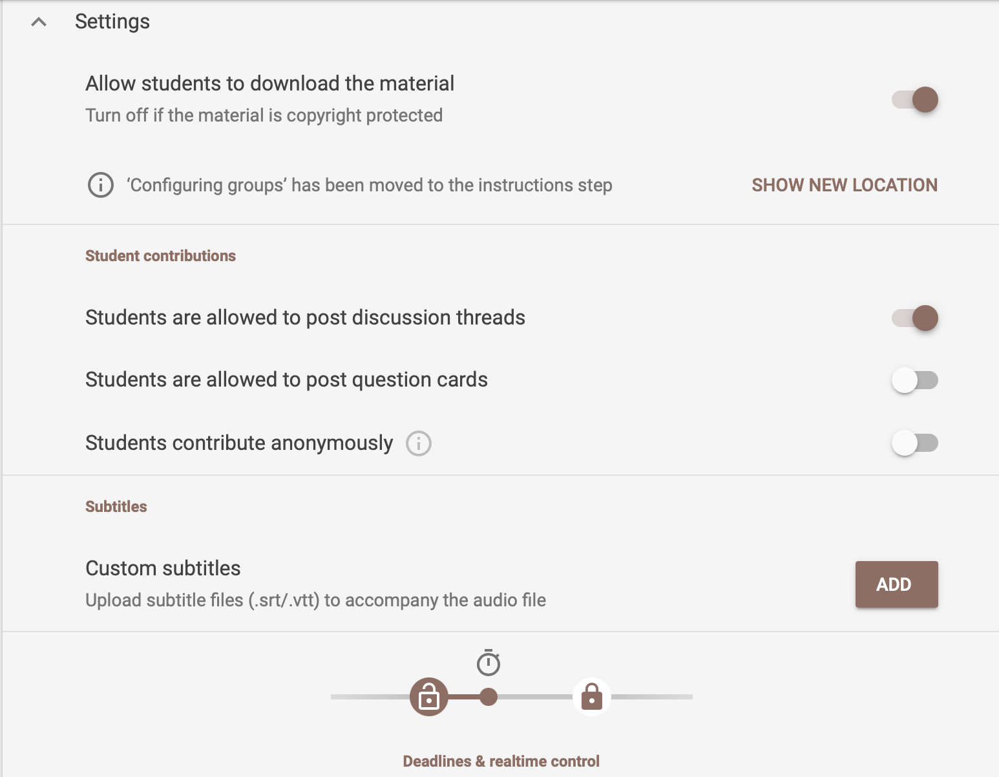 Settings
Allow students to download the material
Turn off if the material is copyright protected
‘Configuring groups’ has been moved to the instructions step
SHOW NEW LOCATION
Student contributions
Students are allowed to post discussion threads
Students are allowed to post question cards
Students contribute anonymously
Subtitles
Custom subtitles
Upload subtitle files (.srt/.vtt) to accompany the audio file
ADD
Deadlines & realtime control